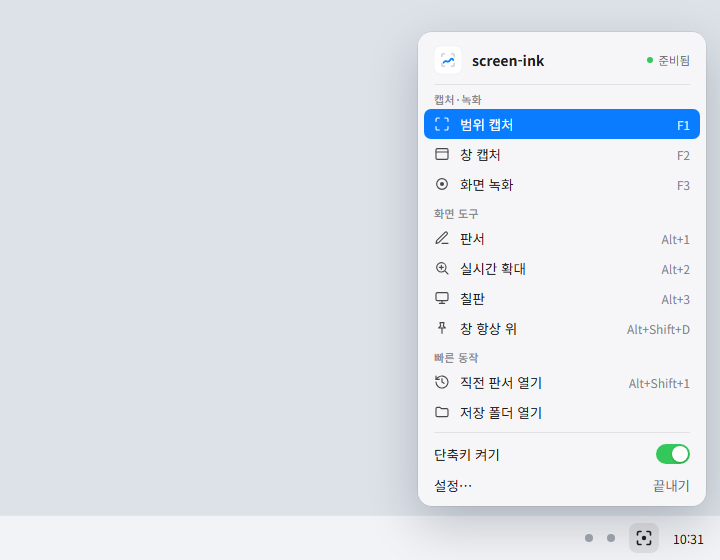 screen-ink 준비됨
캡처·녹화
범위 캡처 F1
창 캡처 F2
화면 녹화 F3
화면 도구
판서 Alt+1
실시간 확대 Alt+2
칠판 Alt+3
창 항상 위 Alt+Shift+D
빠른 동작
직전 판서 열기 Alt+Shift+1
저장 폴더 열기
단축키 켜기
설정… 끝내기
10:31